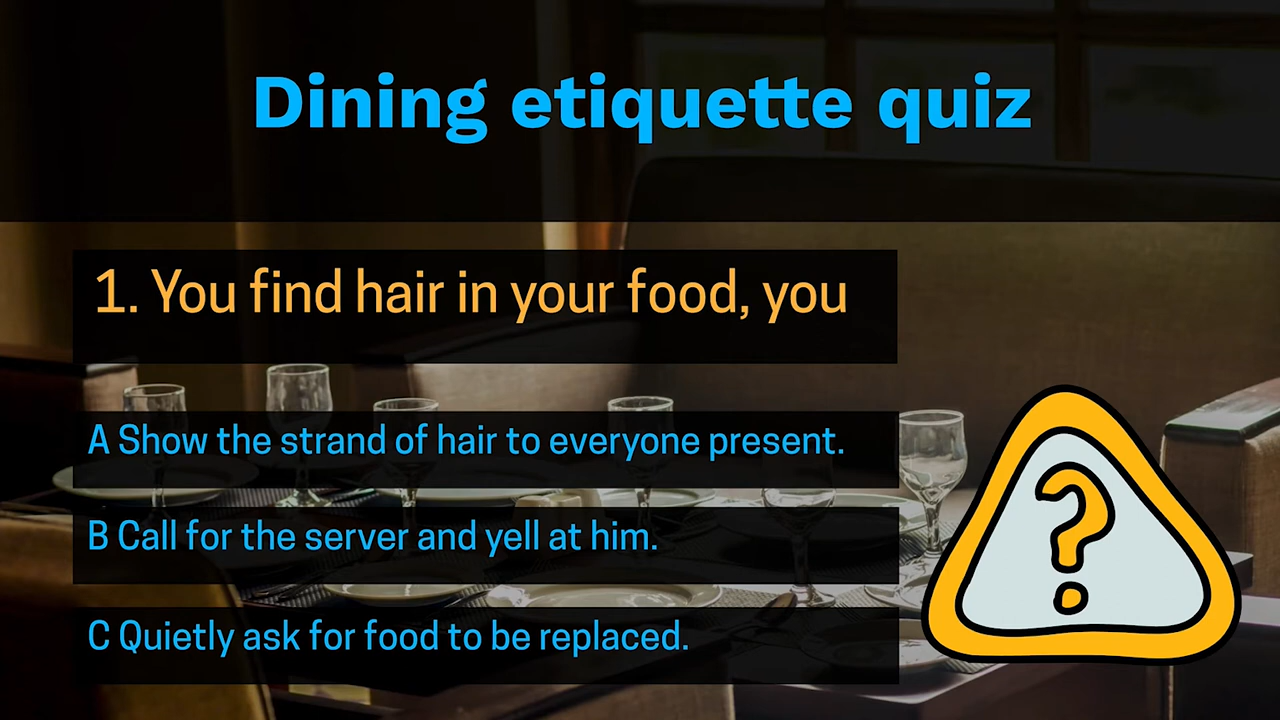 Dining etiquette quiz
1. You find hair in your food, you
A Show the strand of hair to everyone present.
B Call for the server and yell at him.
C Quietly ask for food to be replaced.
?